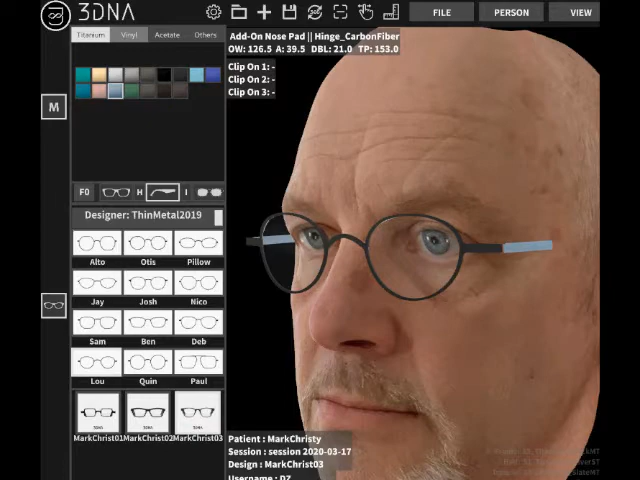 3DNA
FILE
PERSON
VIEW
Titanium
Vinyl
Acetate
Others
Add-On Nose Pad || Hinge_CarbonFiber
OW: 126.5 A: 39.5 DBL: 21.0 TP: 153.0
Clip On 1: -
Clip On 2: -
Clip On 3: -
M
F0
H
I
Designer: ThinMetal2019
Alto
Otis
Pillow
Jay
Josh
Nico
Sam
Ben
Deb
Lou
Quin
Paul
MarkChrist01
MarkChrist02
MarkChrist03
Patient : MarkChristy
Session : session 2020-03-17
Design : MarkChrist03
Username : DZ